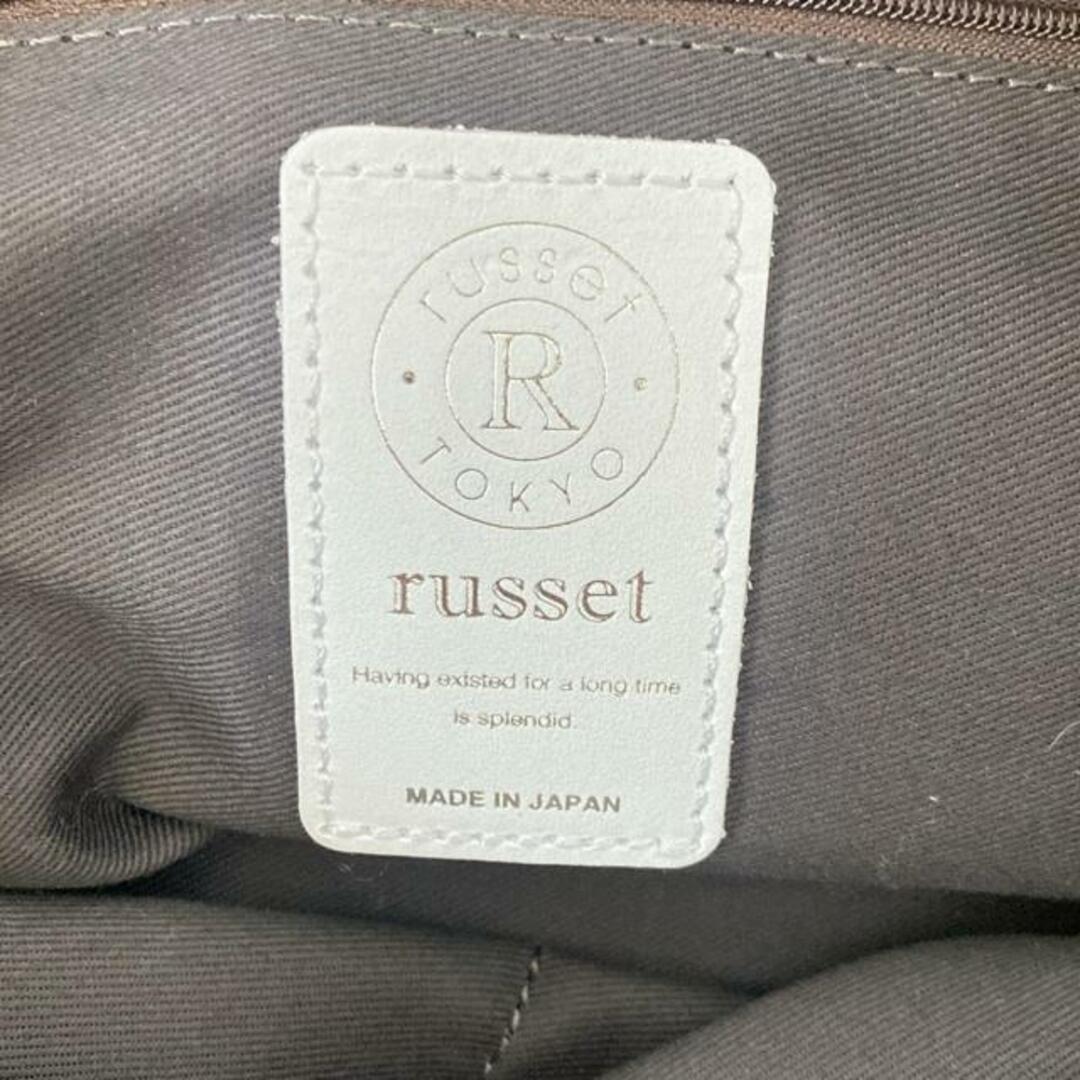 russet
R
TOKYO
russet
Having existed for a long time
is splendid.
MADE IN JAPAN